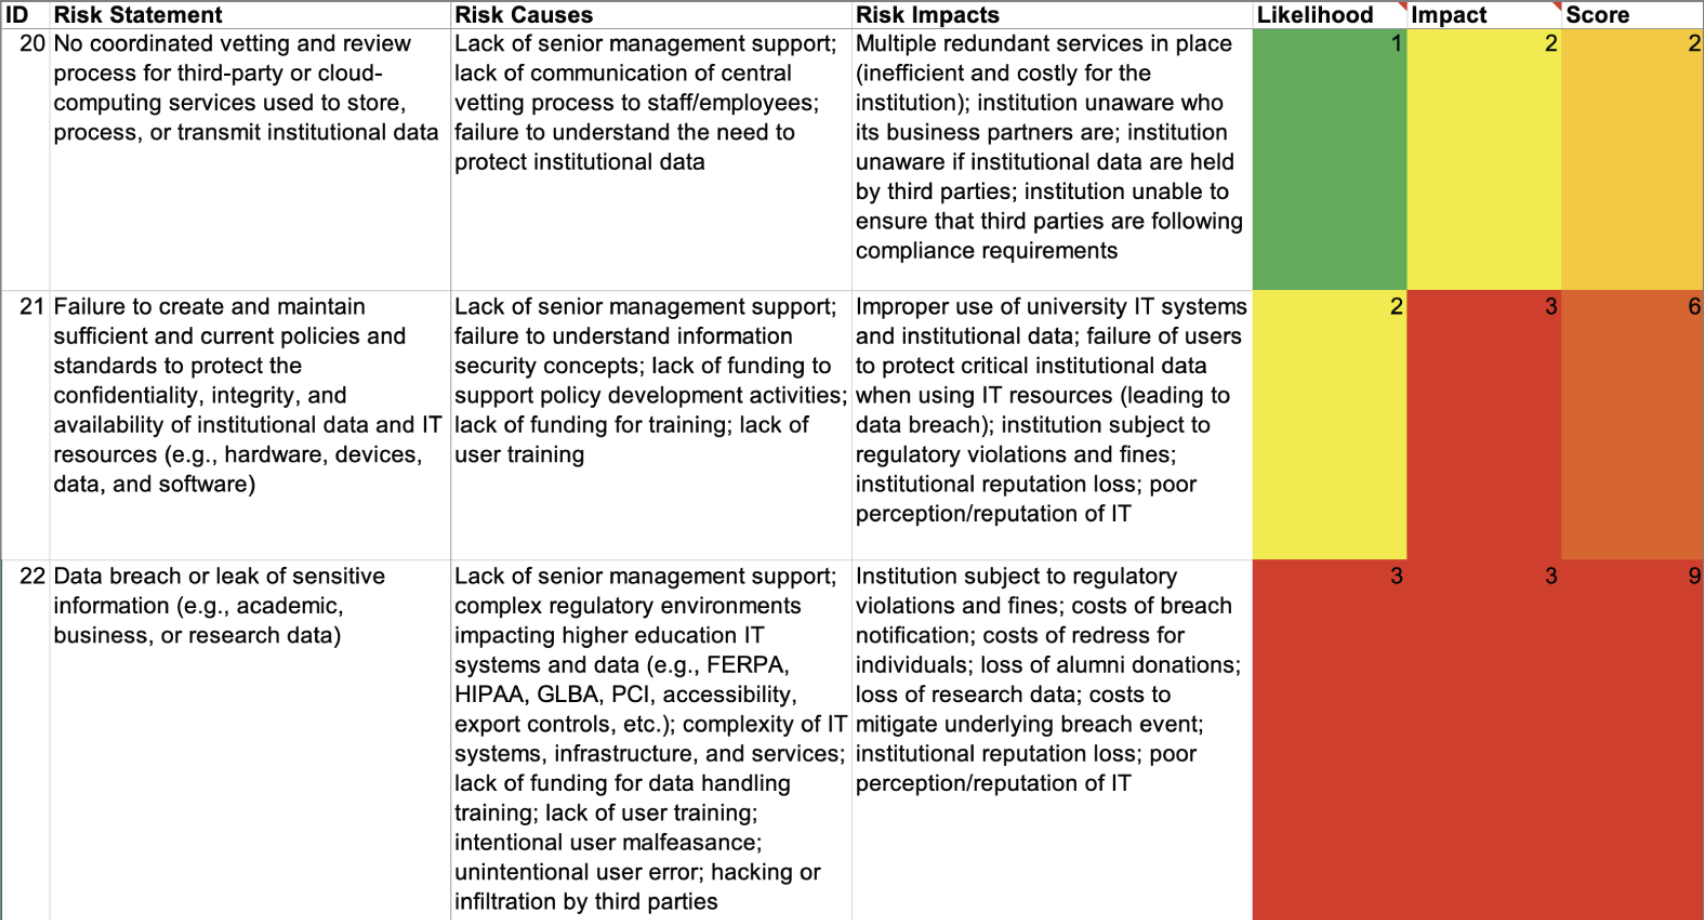 ID Risk Statement Risk Causes Risk Impacts Likelihood Impact Score
20 No coordinated vetting and review
process for third-party or cloud-
computing services used to store,
process, or transmit institutional data
Lack of senior management support;
lack of communication of central
vetting process to staff/employees;
failure to understand the need to
protect institutional data
Multiple redundant services in place
(inefficient and costly for the
institution); institution unaware who
its business partners are; institution
unaware if institutional data are held
by third parties; institution unable to
ensure that third parties are following
compliance requirements
1 2 2
21 Failure to create and maintain
sufficient and current policies and
standards to protect the
confidentiality, integrity, and
availability of institutional data and IT
resources (e.g., hardware, devices,
data, and software)
Lack of senior management support;
failure to understand information
security concepts; lack of funding to
support policy development activities;
lack of funding for training; lack of
user training
Improper use of university IT systems
and institutional data; failure of users
to protect critical institutional data
when using IT resources (leading to
data breach); institution subject to
regulatory violations and fines;
institutional reputation loss; poor
perception/reputation of IT
2 3 6
22 Data breach or leak of sensitive
information (e.g., academic,
business, or research data)
Lack of senior management support;
complex regulatory environments
impacting higher education IT
systems and data (e.g., FERPA,
HIPAA, GLBA, PCI, accessibility,
export controls, etc.); complexity of IT
systems, infrastructure, and services;
lack of funding for data handling
training; lack of user training;
intentional user malfeasance;
unintentional user error; hacking or
infiltration by third parties
Institution subject to regulatory
violations and fines; costs of breach
notification; costs of redress for
individuals; loss of alumni donations;
loss of research data; costs to
mitigate underlying breach event;
institutional reputation loss; poor
perception/reputation of IT
3 3 9